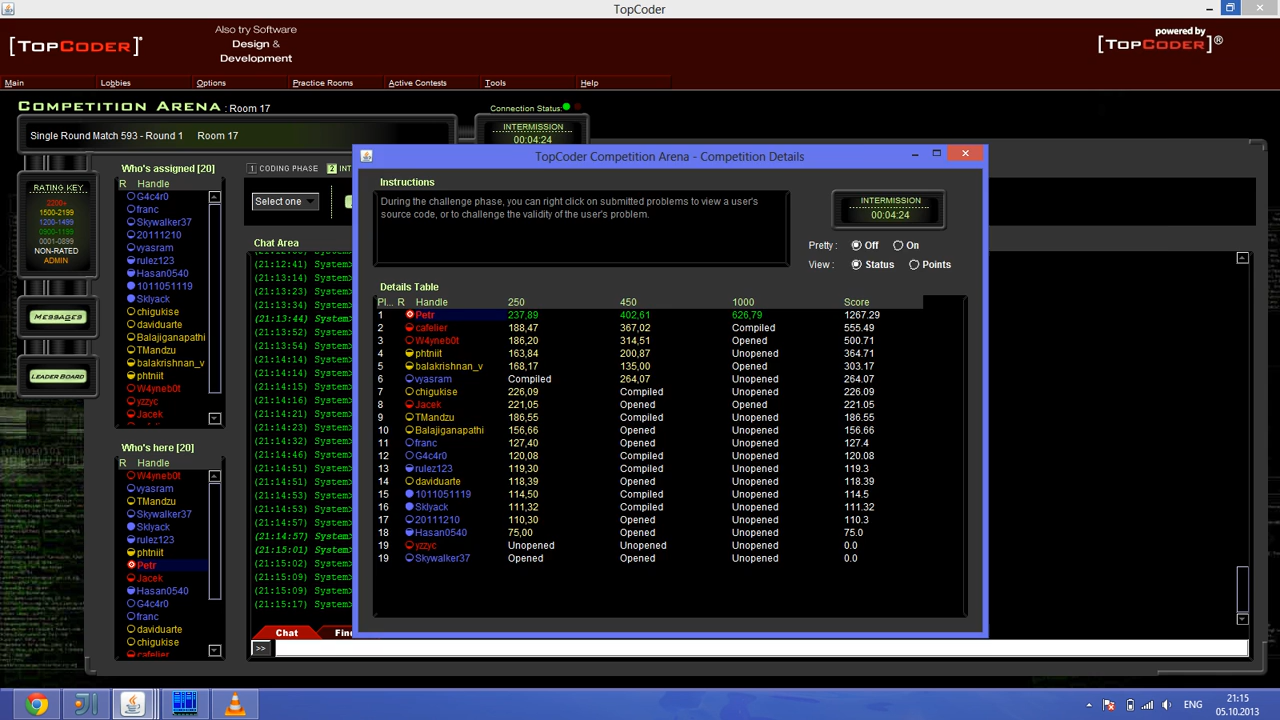 TopCoder
[TOPCODER]®
Also try Software
Design &
Development
powered by
[TOPCODER]®
Main Lobbies Options Practice Rooms Active Contests Tools Help
COMPETITION ARENA : Room 17
Connection Status:
Single Round Match 593 - Round 1 Room 17
INTERMISSION
00:04:24
RATING KEY
2200+
1500-2199
1200-1499
0900-1199
0001-0899
NON-RATED
ADMIN
MESSAGES
LEADER BOARD
Who's assigned [20]
R Handle
G4c4r0
franc
Skywalker37
20111210
vyasram
rulez123
Hasan0540
1011051119
Sklyack
chigukise
daviduarte
Balajiganapathi
TMandzu
balakrishnan_v
phtniit
W4yneb0t
yzzyc
Jacek
Who's here [20]
R Handle
W4yneb0t
vyasram
TMandzu
Skywalker37
Sklyack
rulez123
phtniit
Petr
Jacek
Hasan0540
G4c4r0
franc
daviduarte
chigukise
cafelier
1 CODING PHASE 2 INT
Select one
Chat Area
(21:12:41) System>
(21:13:14) System>
(21:13:23) System>
(21:13:34) System>
(21:13:44) System>
(21:13:52) System>
(21:13:54) System>
(21:14:14) System>
(21:14:15) System>
(21:14:16) System>
(21:14:21) System>
(21:14:23) System>
(21:14:32) System>
(21:14:46) System>
(21:14:51) System>
(21:14:51) System>
(21:14:53) System>
(21:14:53) System>
(21:14:57) System>
(21:15:01) System>
(21:15:02) System>
(21:15:09) System>
(21:15:09) System>
(21:15:17) System>
Chat Fin
>>
TopCoder Competition Arena - Competition Details
Instructions
During the challenge phase, you can right click on submitted problems to view a user's
source code, or to challenge the validity of the user's problem.
INTERMISSION
00:04:24
Pretty : Off On
View : Status Points
Details Table
Pl... R Handle 250 450 1000 Score
1 Petr 237,89 402,61 626,79 1267.29
2 cafelier 188,47 367,02 Compiled 555.49
3 W4yneb0t 186,20 314,51 Opened 500.71
4 phtniit 163,84 200,87 Unopened 364.71
5 balakrishnan_v 168,17 135,00 Opened 303.17
6 vyasram Compiled 264,07 Unopened 264.07
7 chigukise 226,09 Compiled Unopened 226.09
8 Jacek 221,05 Opened Opened 221.05
9 TMandzu 186,55 Compiled Unopened 186.55
10 Balajiganapathi 156,66 Opened Unopened 156.66
11 franc 127,40 Opened Unopened 127.4
12 G4c4r0 120,08 Opened Unopened 120.08
13 rulez123 119,30 Opened Unopened 119.3
14 daviduarte 118,39 Opened Unopened 118.39
15 1011051119 114,50 Compiled Unopened 114.5
16 Sklyack 111,32 Compiled Unopened 111.32
17 20111210 110,30 Opened Unopened 110.3
18 Hasan0540 75,00 Opened Unopened 75.0
19 yzzyc Unopened Unopened Unopened 0.0
19 Skywalker37 Opened Opened Unopened 0.0
ENG
21:15
05.10.2013